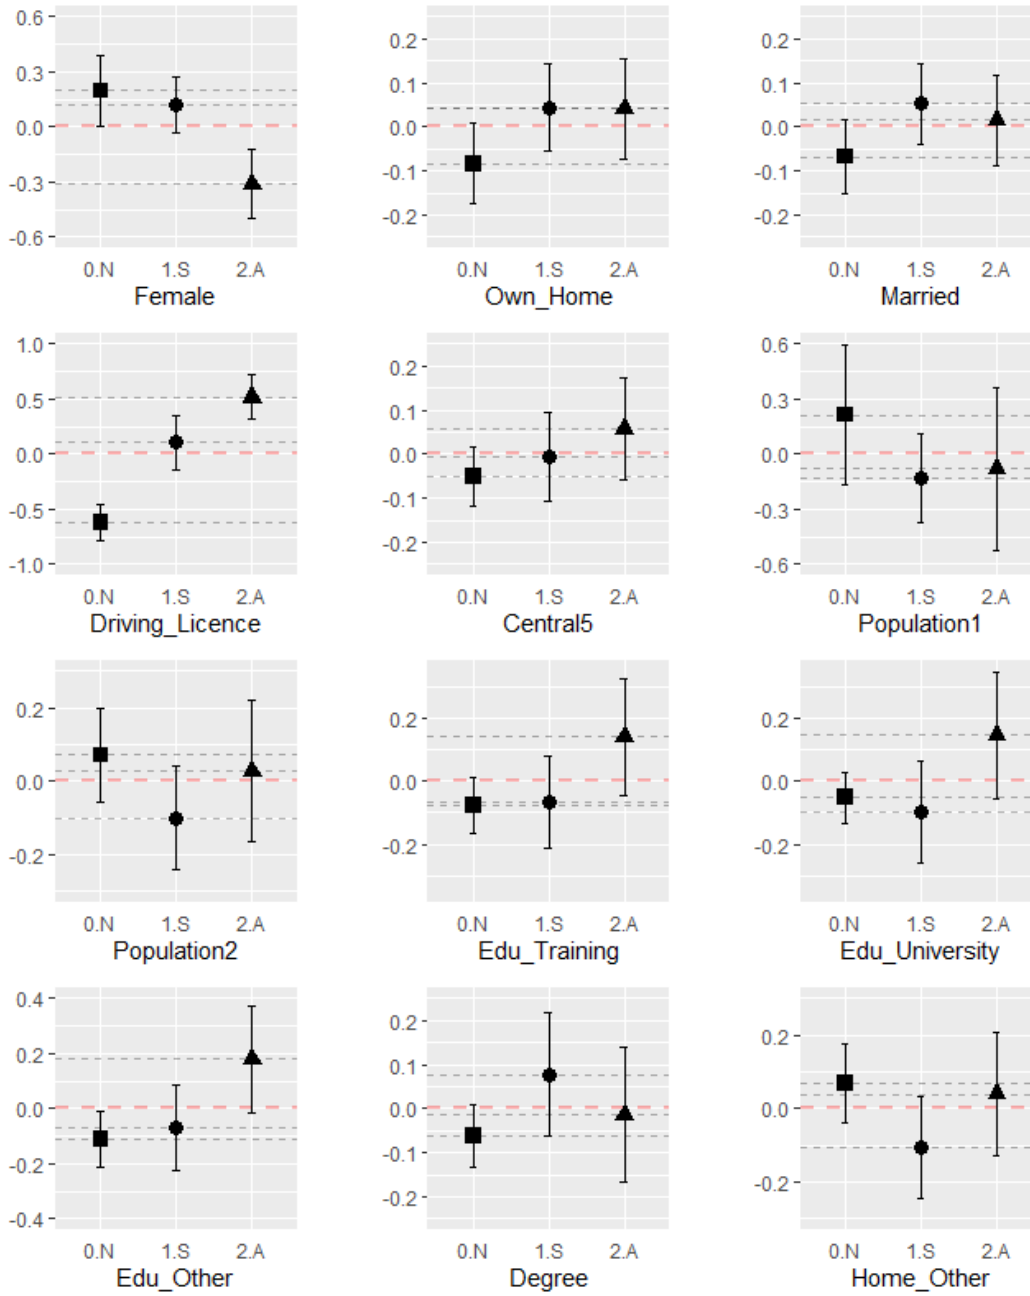 0.6
0.3
0.0
-0.3
-0.6
0.N 1.S 2.A
Female
0.2
0.1
0.0
-0.1
-0.2
0.N 1.S 2.A
Own_Home
0.2
0.1
0.0
-0.1
-0.2
0.N 1.S 2.A
Married
1.0
0.5
0.0
-0.5
-1.0
0.N 1.S 2.A
Driving_Licence
0.2
0.1
0.0
-0.1
-0.2
0.N 1.S 2.A
Central5
0.6
0.3
0.0
-0.3
-0.6
0.N 1.S 2.A
Population1
0.2
0.0
-0.2
0.N 1.S 2.A
Population2
0.2
0.0
-0.2
0.N 1.S 2.A
Edu_Training
0.2
0.0
-0.2
0.N 1.S 2.A
Edu_University
0.4
0.2
0.0
-0.2
-0.4
0.N 1.S 2.A
Edu_Other
0.2
0.1
0.0
-0.1
-0.2
0.N 1.S 2.A
Degree
0.2
0.0
-0.2
0.N 1.S 2.A
Home_Other